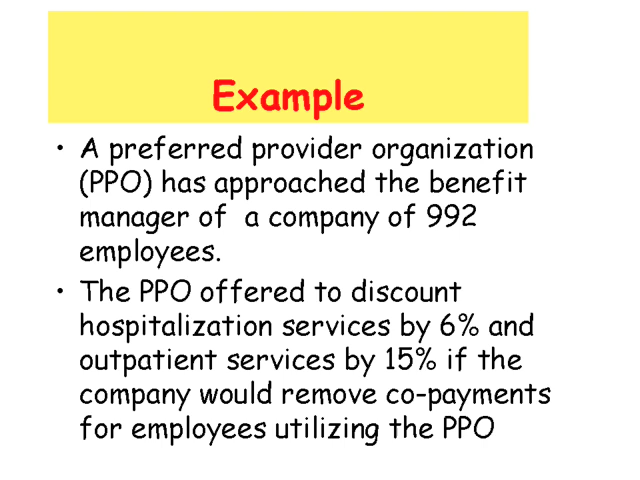 Example
• A preferred provider organization
(PPO) has approached the benefit
manager of  a company of 992
employees.
• The PPO offered to discount
hospitalization services by 6% and
outpatient services by 15% if the
company would remove co-payments
for employees utilizing the PPO